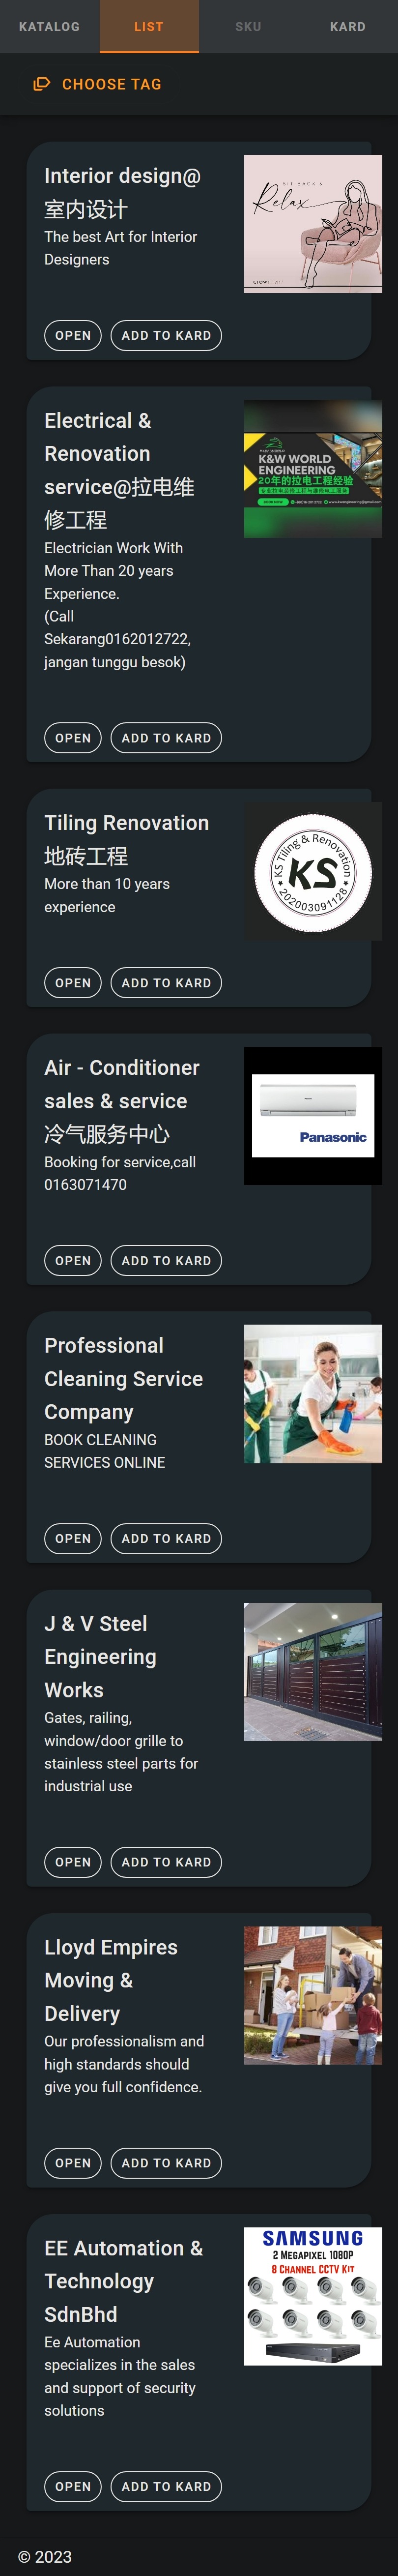 KATALOG LIST SKU KARD
CHOOSE TAG
Interior design@
室内设计
The best Art for Interior
Designers
SIT BACK &
Relax
OPEN ADD TO KARD
Electrical &
Renovation
service@拉电维
修工程
Electrician Work With
More Than 20 years
Experience.
(Call
Sekarang0162012722,
jangan tunggu besok)
K&W WORLD
ENGINEERING
20年的拉电工程经验
OPEN ADD TO KARD
Tiling Renovation
地砖工程
More than 10 years
experience
KS Tiling & Renovation
KS
202003091128
OPEN ADD TO KARD
Air - Conditioner
sales & service
冷气服务中心
Booking for service,call
0163071470
Panasonic
OPEN ADD TO KARD
Professional
Cleaning Service
Company
BOOK CLEANING
SERVICES ONLINE
OPEN ADD TO KARD
J & V Steel
Engineering
Works
Gates, railing,
window/door grille to
stainless steel parts for
industrial use
OPEN ADD TO KARD
Lloyd Empires
Moving &
Delivery
Our professionalism and
high standards should
give you full confidence.
OPEN ADD TO KARD
EE Automation &
Technology
SdnBhd
Ee Automation
specializes in the sales
and support of security
solutions
SAMSUNG
2 MEGAPIXEL 1080P
8 CHANNEL CCTV KIT
OPEN ADD TO KARD
© 2023